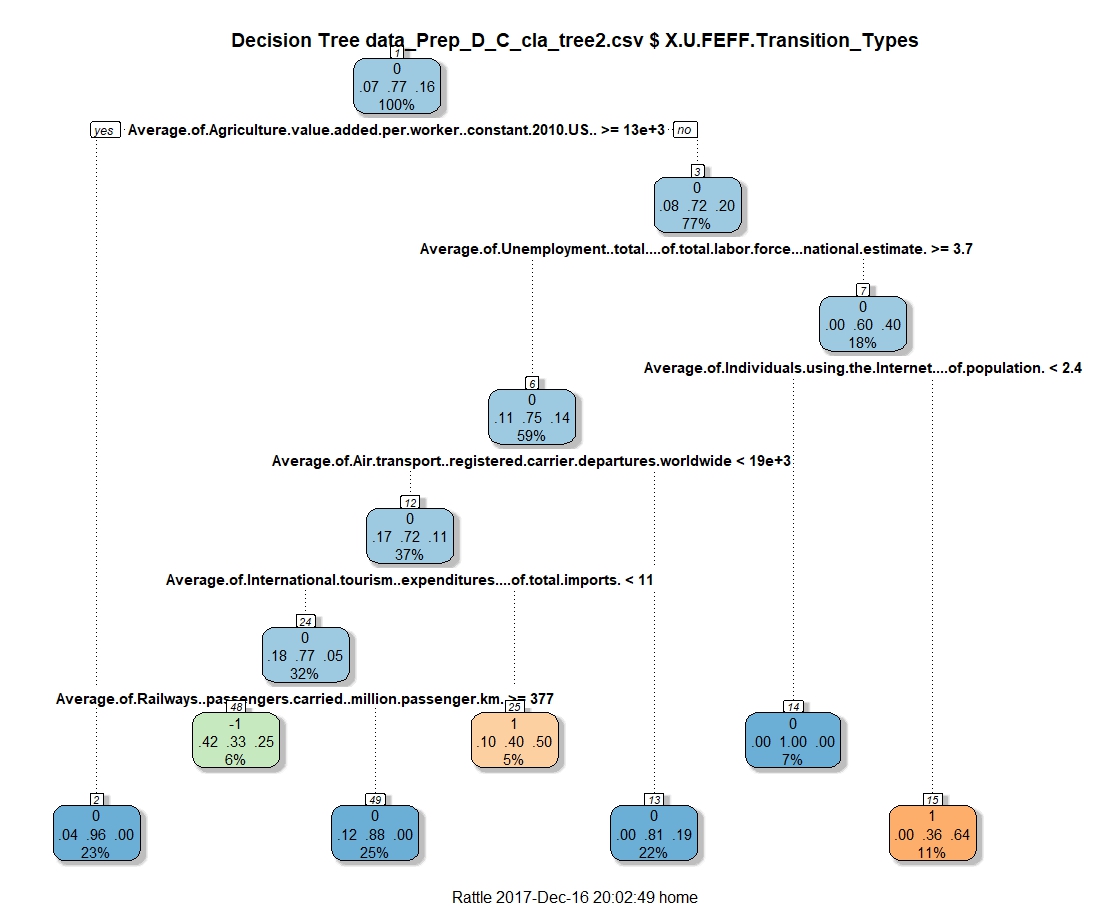 Decision Tree data_Prep_D_C_cla_tree2.csv $ X.U.FEFF.Transition_Types
1
0
.07 .77 .16
100%
yes Average.of.Agriculture.value.added.per.worker..constant.2010.US.. >= 13e+3 no
3
0
.08 .72 .20
77%
Average.of.Unemployment..total....of.total.labor.force...national.estimate. >= 3.7
7
0
.00 .60 .40
18%
Average.of.Individuals.using.the.Internet....of.population. < 2.4
6
0
.11 .75 .14
59%
Average.of.Air.transport..registered.carrier.departures.worldwide < 19e+3
12
0
.17 .72 .11
37%
Average.of.International.tourism..expenditures....of.total.imports. < 11
24
0
.18 .77 .05
32%
Average.of.Railways..passengers.carried..million.passenger.km. >= 377
48
-1
.42 .33 .25
6%
25
1
.10 .40 .50
5%
14
0
.00 1.00 .00
7%
2
0
.04 .96 .00
23%
49
0
.12 .88 .00
25%
13
0
.00 .81 .19
22%
15
1
.00 .36 .64
11%
Rattle 2017-Dec-16 20:02:49 home